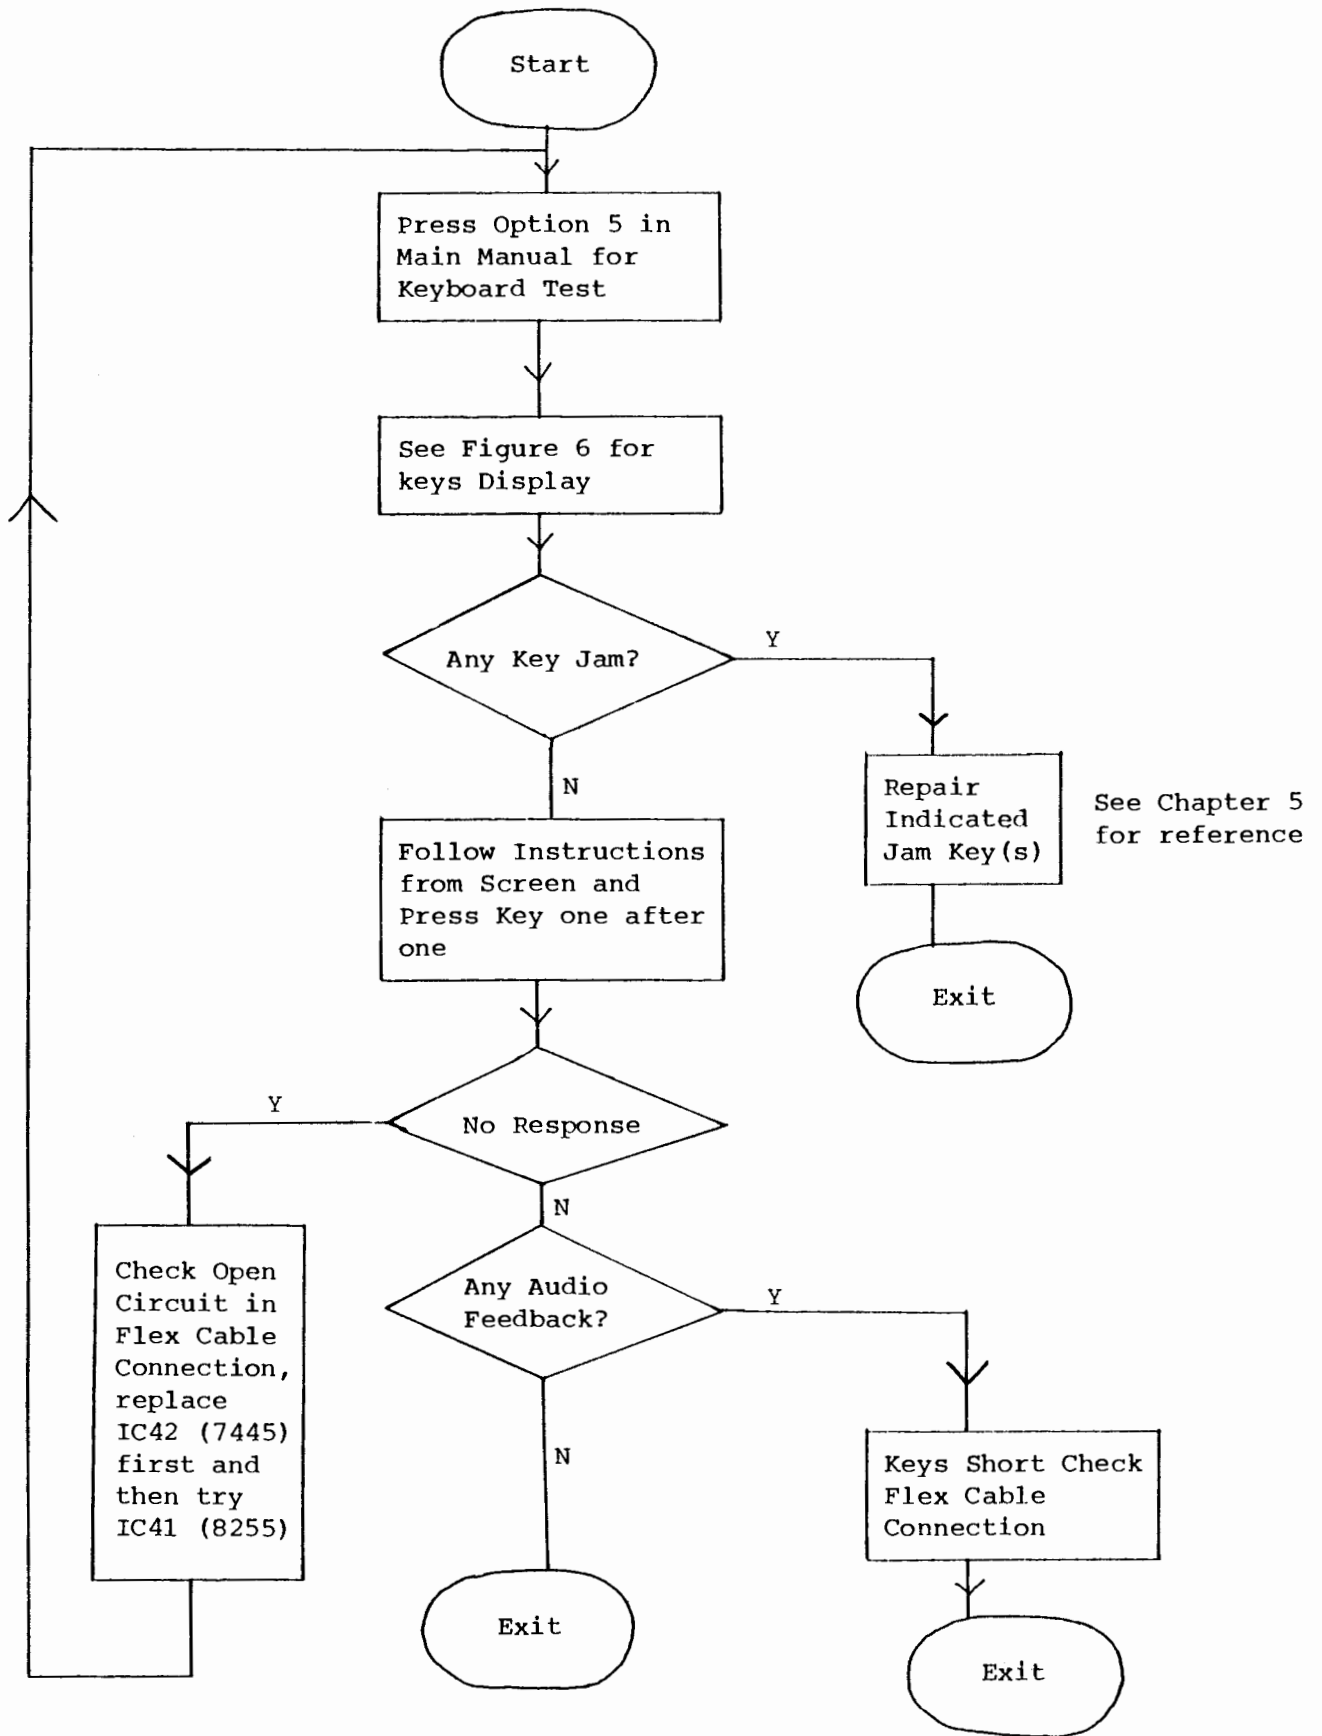 Start
Press Option 5 in
Main Manual for
Keyboard Test
See Figure 6 for
keys Display
Any Key Jam?
Y
N
Repair
Indicated
Jam Key(s)
See Chapter 5
for reference
Exit
Follow Instructions
from Screen and
Press Key one after
one
No Response
Y
N
Check Open
Circuit in
Flex Cable
Connection,
replace
IC42 (7445)
first and
then try
IC41 (8255)
Any Audio
Feedback?
Y
N
Keys Short Check
Flex Cable
Connection
Exit
Exit